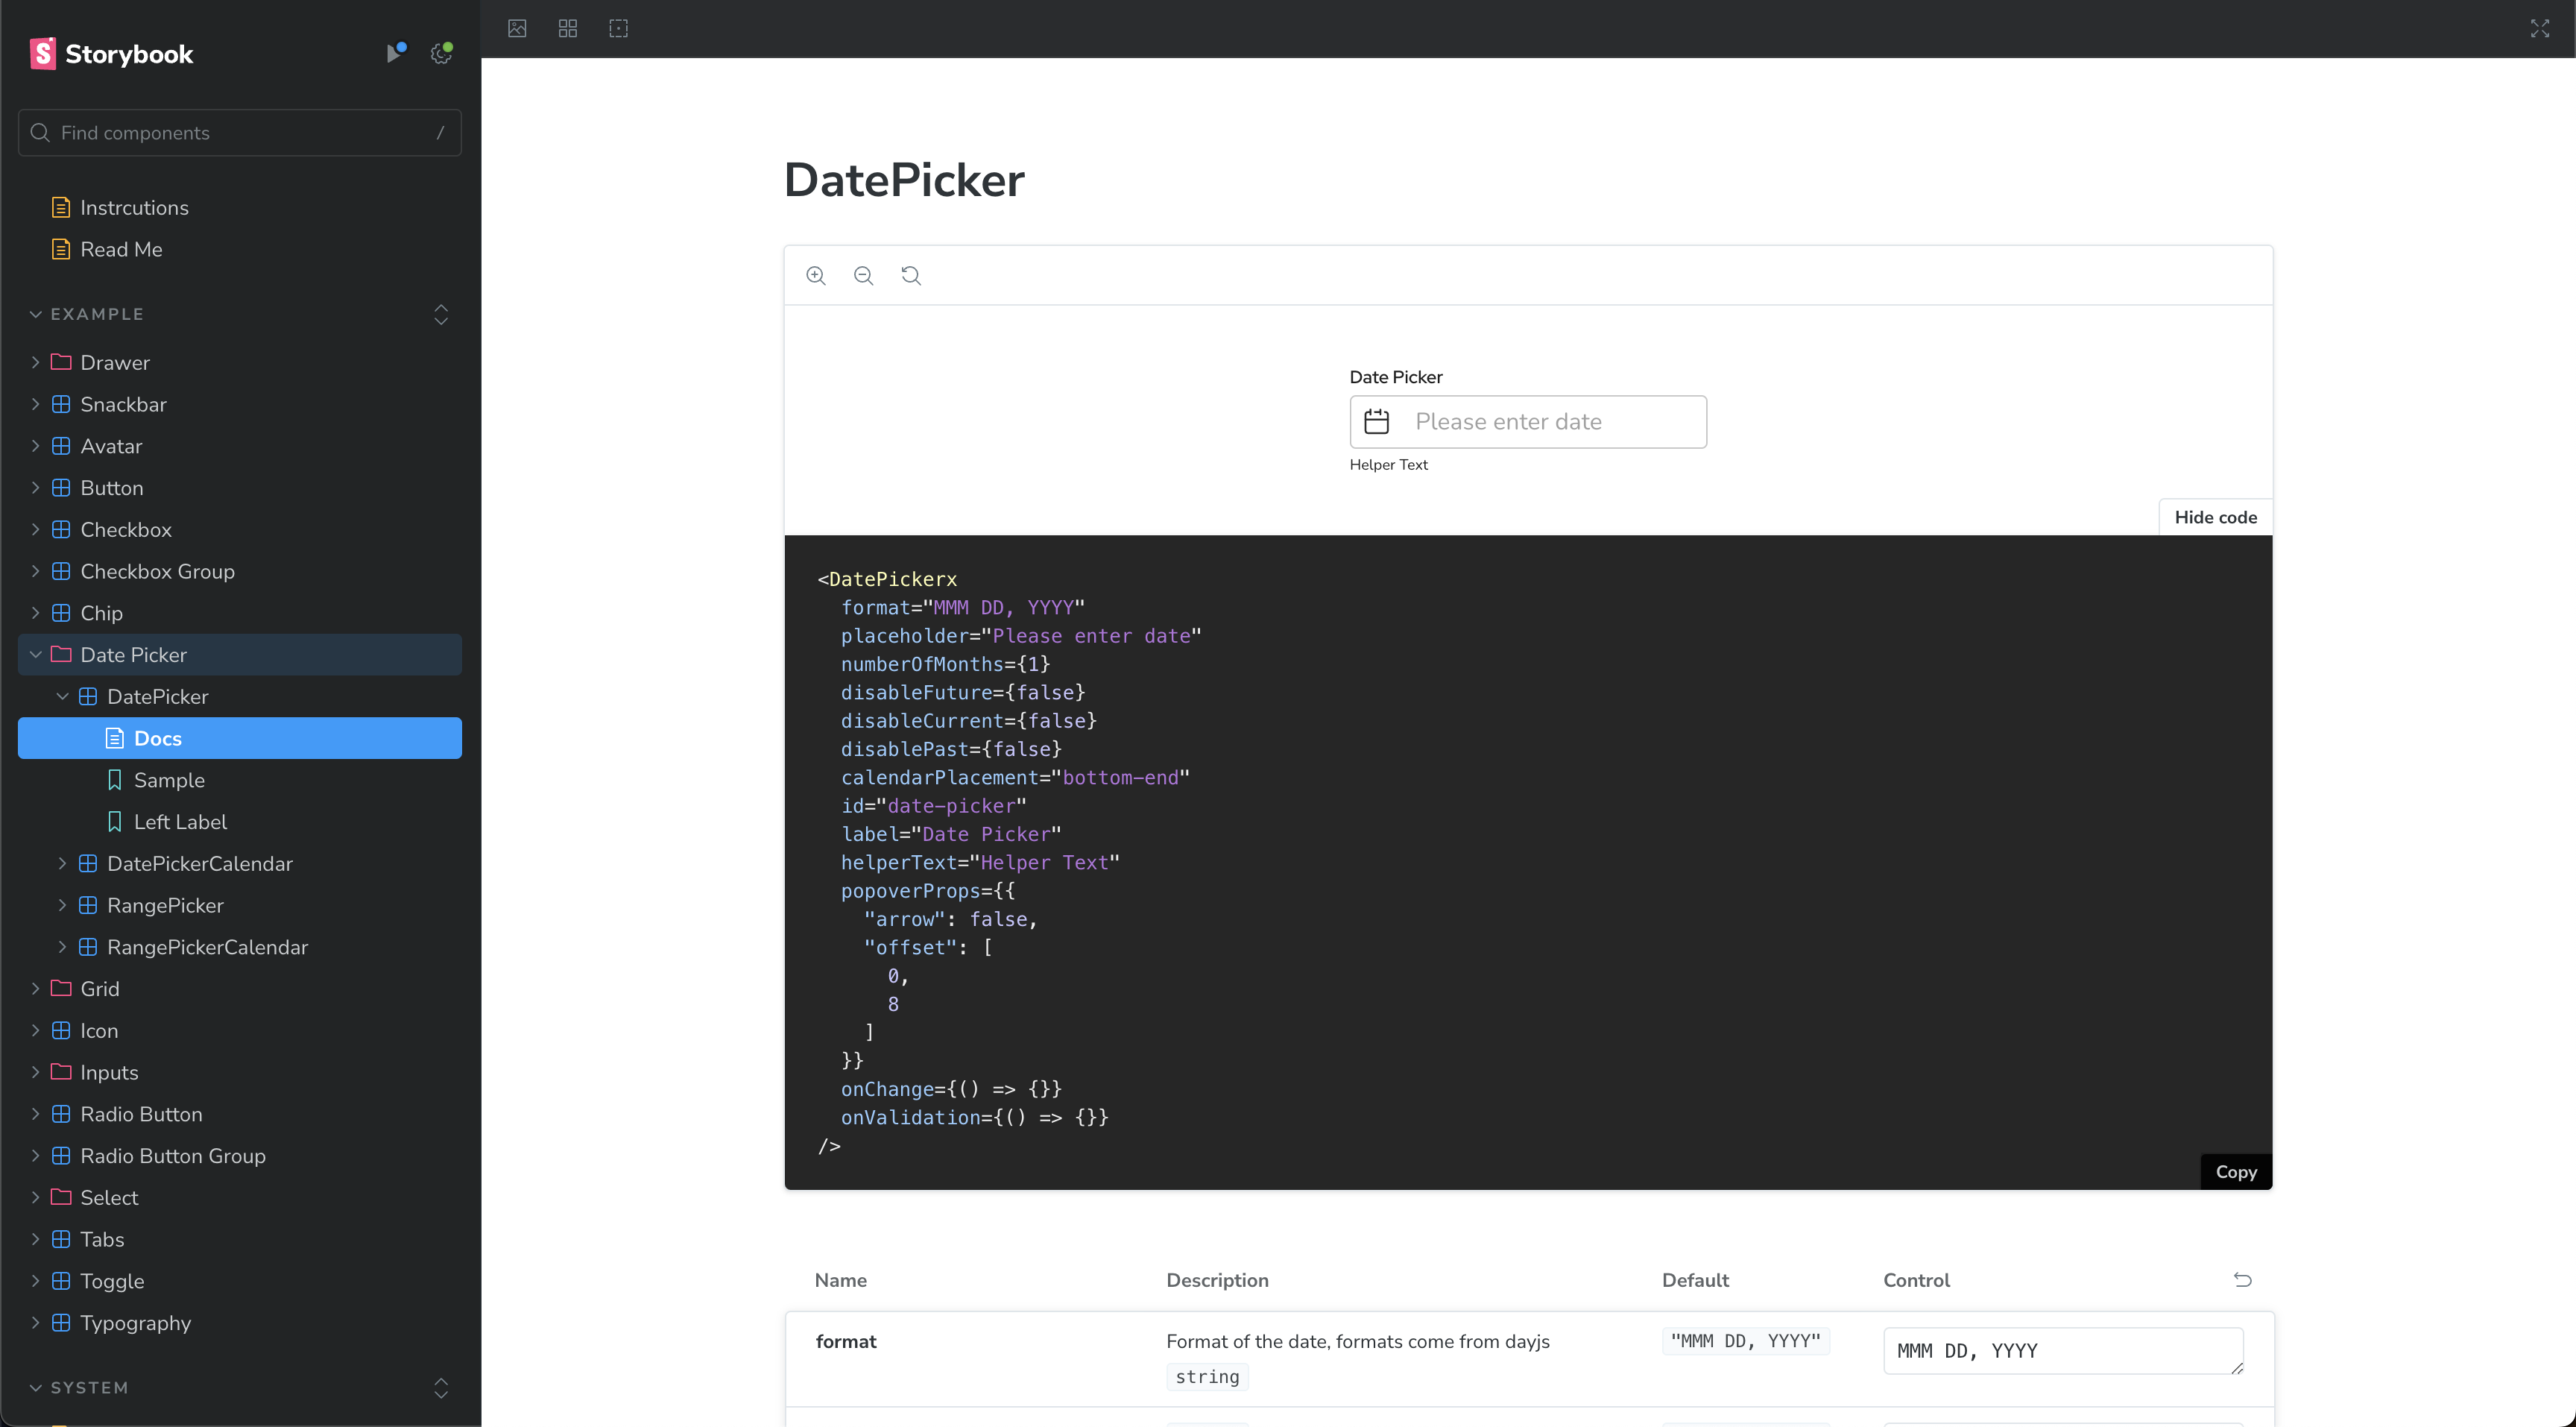 Storybook
Find components
/
Instrcutions
Read Me
EXAMPLE
Drawer
Snackbar
Avatar
Button
Checkbox
Checkbox Group
Chip
Date Picker
DatePicker
Docs
Sample
Left Label
DatePickerCalendar
RangePicker
RangePickerCalendar
Grid
Icon
Inputs
Radio Button
Radio Button Group
Select
Tabs
Toggle
Typography
SYSTEM
DatePicker
Date Picker
Please enter date
Helper Text
Hide code
<DatePickerx
format="MMM DD, YYYY"
placeholder="Please enter date"
numberOfMonths={1}
disableFuture={false}
disableCurrent={false}
disablePast={false}
calendarPlacement="bottom-end"
id="date-picker"
label="Date Picker"
helperText="Helper Text"
popoverProps={{
"arrow": false,
"offset": [
0,
8
]
}}
onChange={() => {}}
onValidation={() => {}}
/>
Copy
Name Description Default Control
format Format of the date, formats come from dayjs "MMM DD, YYYY" MMM DD, YYYY
string